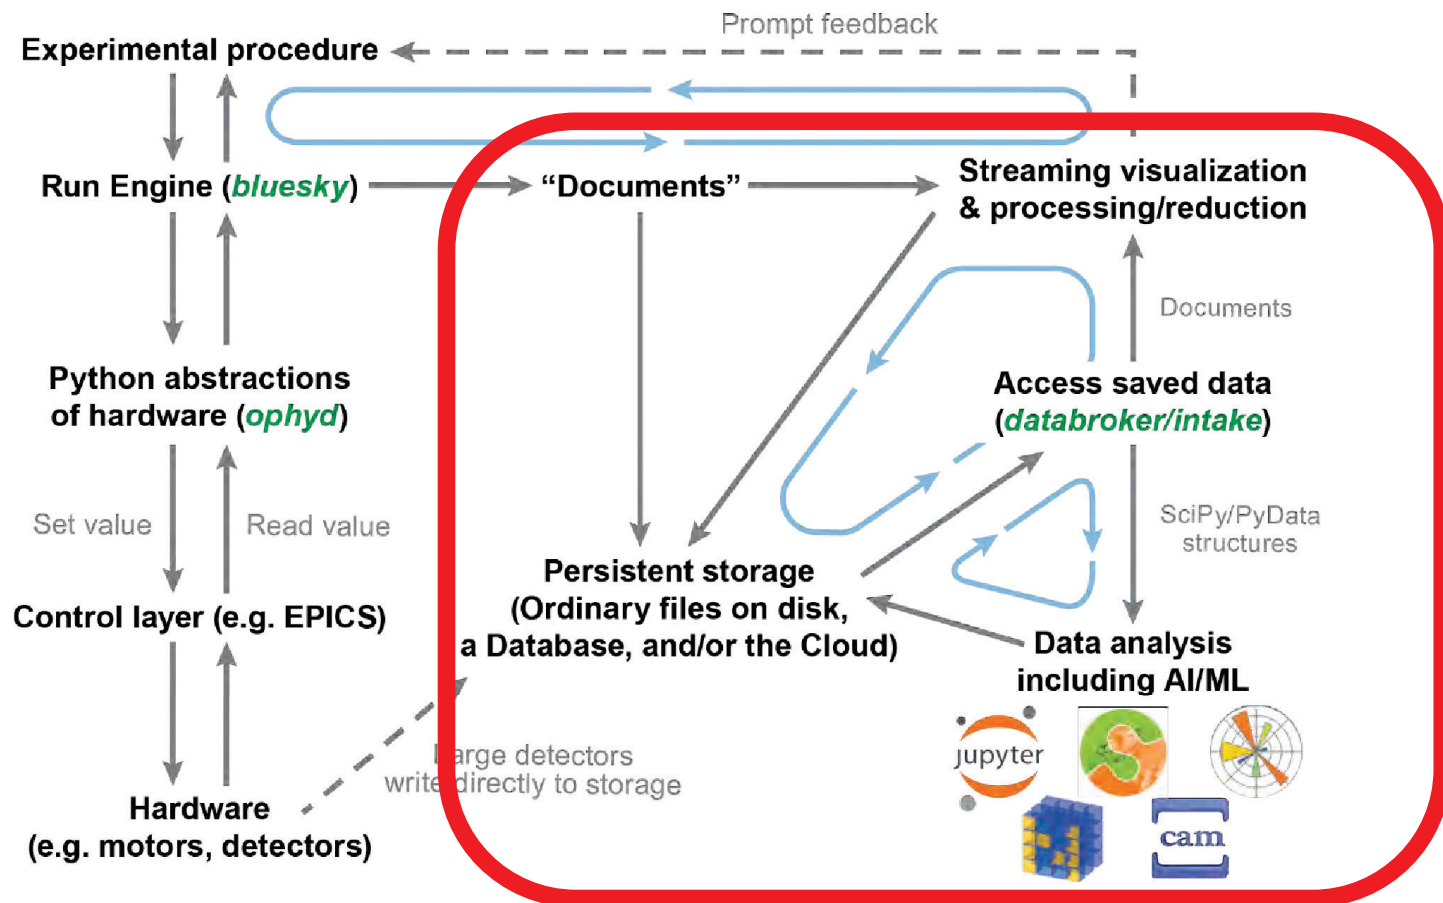 Prompt feedback
Experimental procedure
Run Engine (bluesky)
“Documents”
Streaming visualization
& processing/reduction
Documents
Python abstractions
of hardware (ophyd)
Access saved data
(databroker/intake)
Set value
Read value
SciPy/PyData
structures
Persistent storage
(Ordinary files on disk,
a Database, and/or the Cloud)
Control layer (e.g. EPICS)
Data analysis
including AI/ML
Large detectors
write directly to storage
jupyter
Hardware
(e.g. motors, detectors)
cam